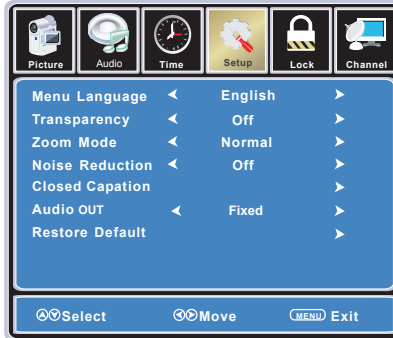 Picture Audio Time Setup Lock Channel
Menu Language English
Transparency Off
Zoom Mode Normal
Noise Reduction Off
Closed Capation
Audio OUT Fixed
Restore Default
Select Move MENU Exit